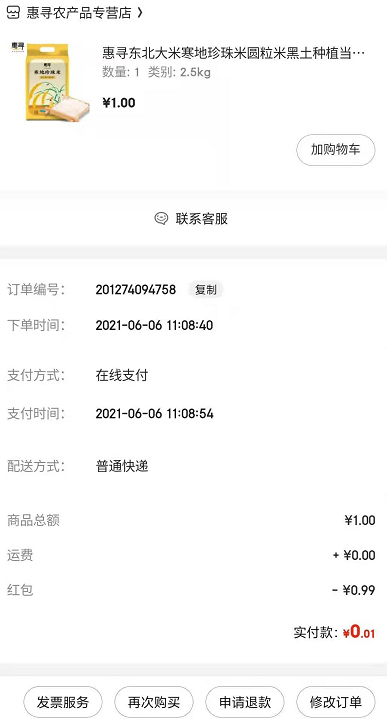 惠寻农产品专营店
惠寻
惠寻
寒地珍珠米
惠寻东北大米寒地珍珠米圆粒米黑土种植当…
数量: 1 类别: 2.5kg
¥1.00
加购物车
联系客服
订单编号: 201274094758 复制
下单时间: 2021-06-06 11:08:40
支付方式: 在线支付
支付时间: 2021-06-06 11:08:54
配送方式: 普通快递
商品总额 ¥1.00
运费 + ¥0.00
红包 - ¥0.99
实付款: ¥0.01
发票服务 再次购买 申请退款 修改订单